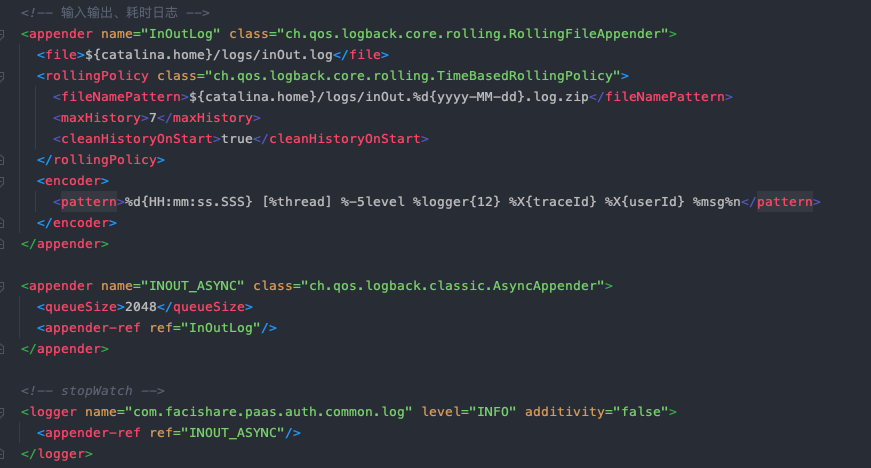 <!-- 输入输出、耗时日志 -->
<appender name="InOutLog" class="ch.qos.logback.core.rolling.RollingFileAppender">
<file>${catalina.home}/logs/inOut.log</file>
<rollingPolicy class="ch.qos.logback.core.rolling.TimeBasedRollingPolicy">
<fileNamePattern>${catalina.home}/logs/inOut.%d{yyyy-MM-dd}.log.zip</fileNamePattern>
<maxHistory>7</maxHistory>
<cleanHistoryOnStart>true</cleanHistoryOnStart>
</rollingPolicy>
<encoder>
<pattern>%d{HH:mm:ss.SSS} [%thread] %-5level %logger{12} %X{traceId} %X{userId} %msg%n</pattern>
</encoder>
</appender>
<appender name="INOUT_ASYNC" class="ch.qos.logback.classic.AsyncAppender">
<queueSize>2048</queueSize>
<appender-ref ref="InOutLog"/>
</appender>
<!-- stopWatch -->
<logger name="com.facishare.paas.auth.common.log" level="INFO" additivity="false">
<appender-ref ref="INOUT_ASYNC"/>
</logger>